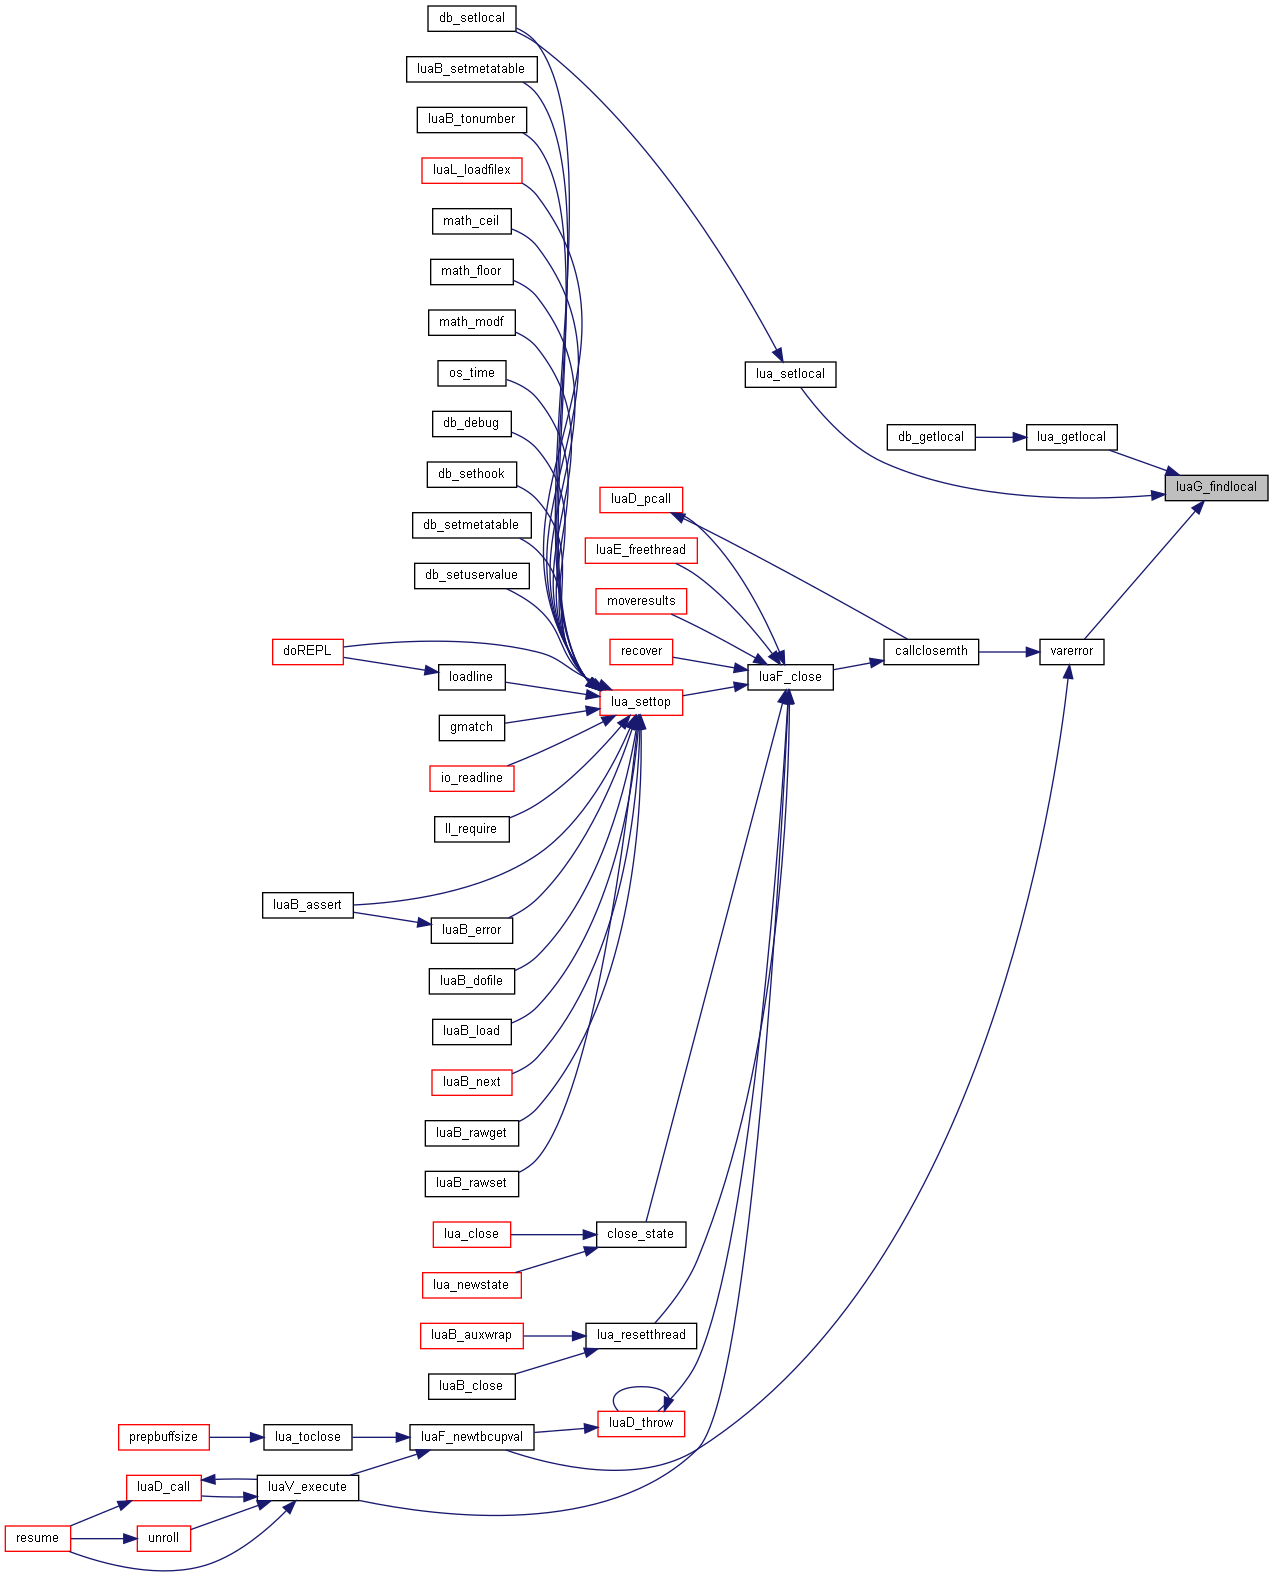 db_setlocal
luaB_setmetatable
luaB_tonumber
luaL_loadfilex
math_ceil
math_floor
math_modf
os_time
lua_setlocal
db_debug
db_getlocal
lua_getlocal
db_sethook
luaG_findlocal
luaD_pcall
db_setmetatable
luaE_freethread
db_setuservalue
moveresults
doREPL
recover
callclosemth
varerror
loadline
luaF_close
lua_settop
gmatch
io_readline
ll_require
luaB_assert
luaB_error
luaB_dofile
luaB_load
luaB_next
luaB_rawget
luaB_rawset
lua_close
close_state
lua_newstate
luaB_auxwrap
lua_resetthread
luaB_close
luaD_throw
prepbuffsize
lua_toclose
luaF_newtbcupval
luaD_call
luaV_execute
resume
unroll